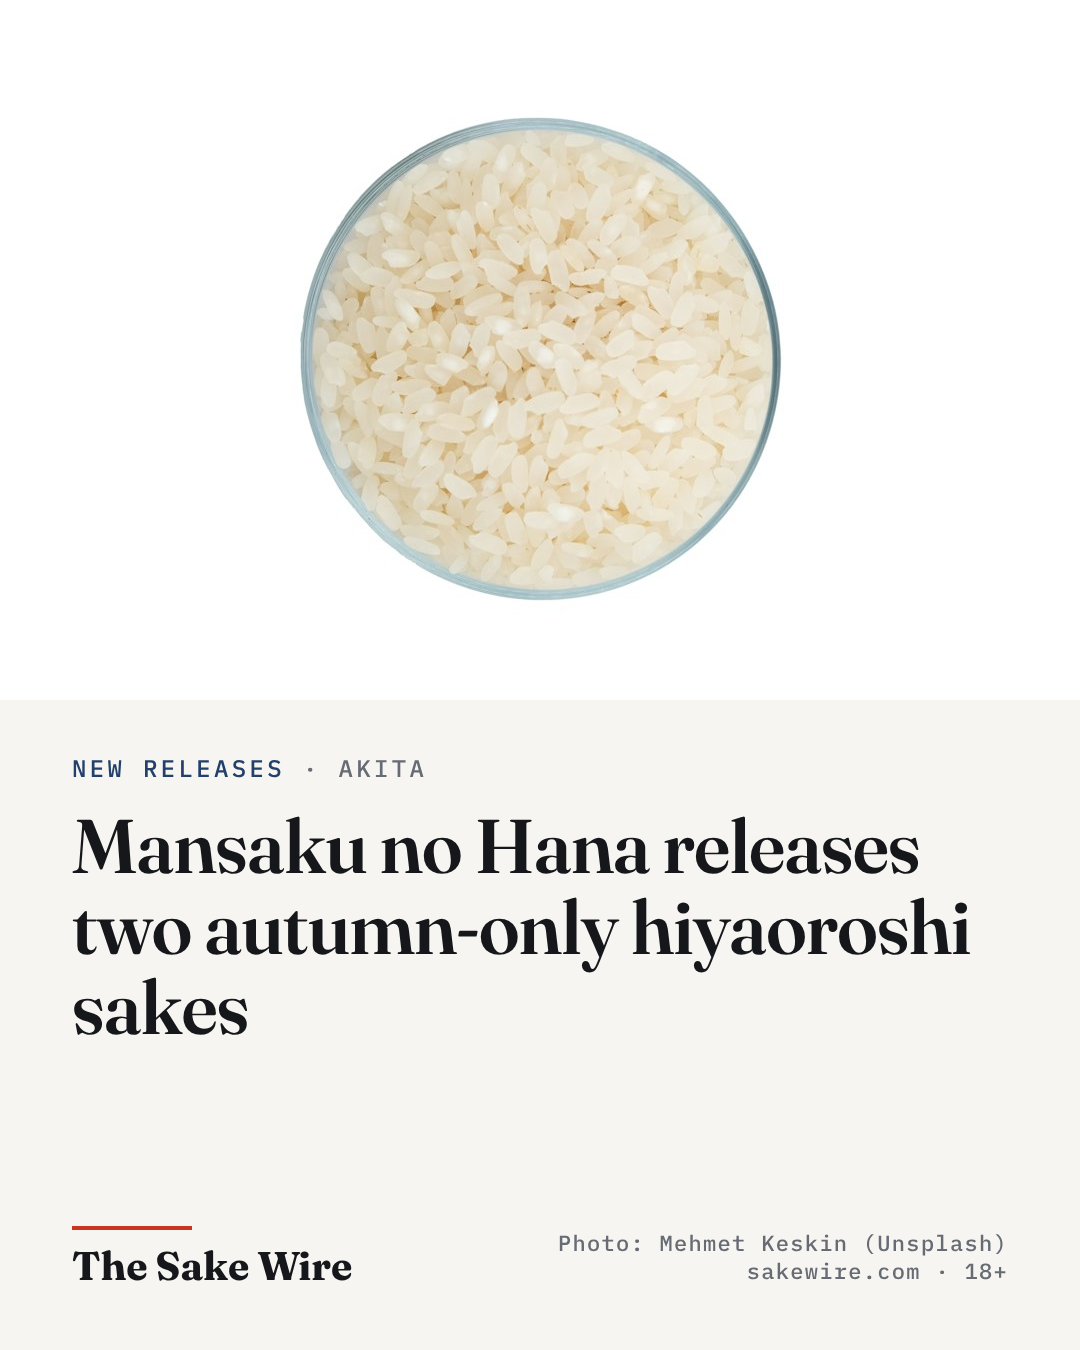 NEW RELEASES · AKITA
Mansaku no Hana releases
two autumn-only hiyaoroshi
sakes
The Sake Wire
Photo: Mehmet Keskin (Unsplash)
sakewire.com · 18+